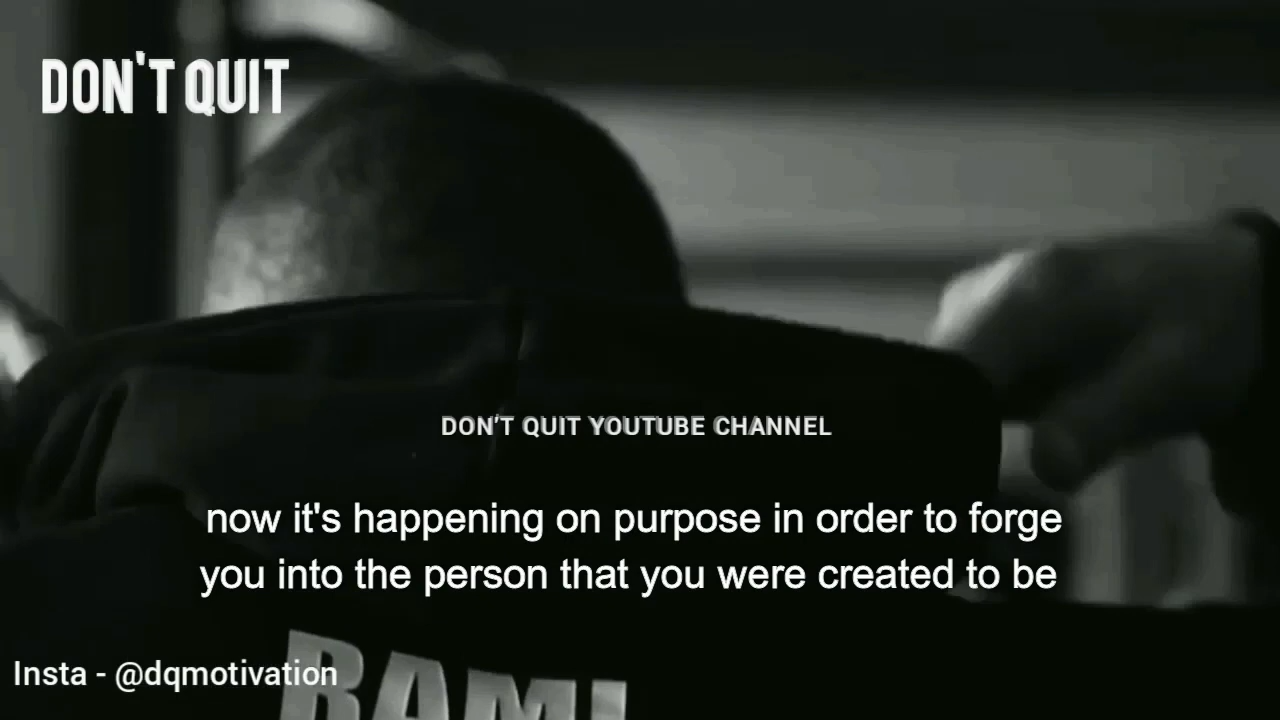 DON'T QUIT
DON'T QUIT YOUTUBE CHANNEL
now it's happening on purpose in order to forge
you into the person that you were created to be
Insta - @dqmotivation